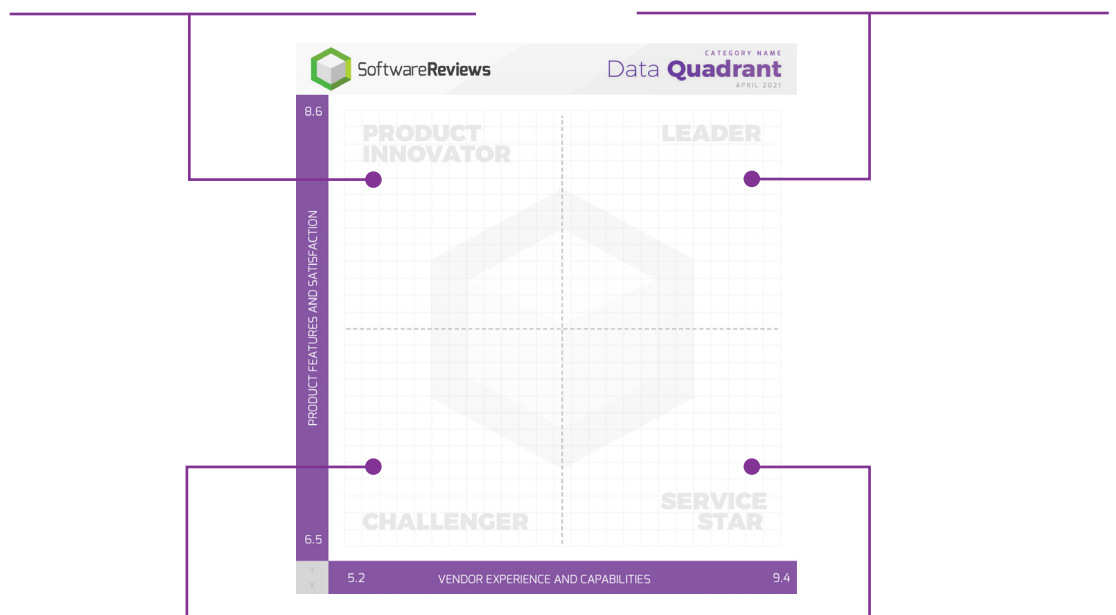 SoftwareReviews
CATEGORY NAME
Data Quadrant
APRIL 2021
8.6
PRODUCT FEATURES AND SATISFACTION
6.5
PRODUCT
INNOVATOR
LEADER
CHALLENGER
SERVICE
STAR
Y
X
5.2
VENDOR EXPERIENCE AND CAPABILITIES
9.4